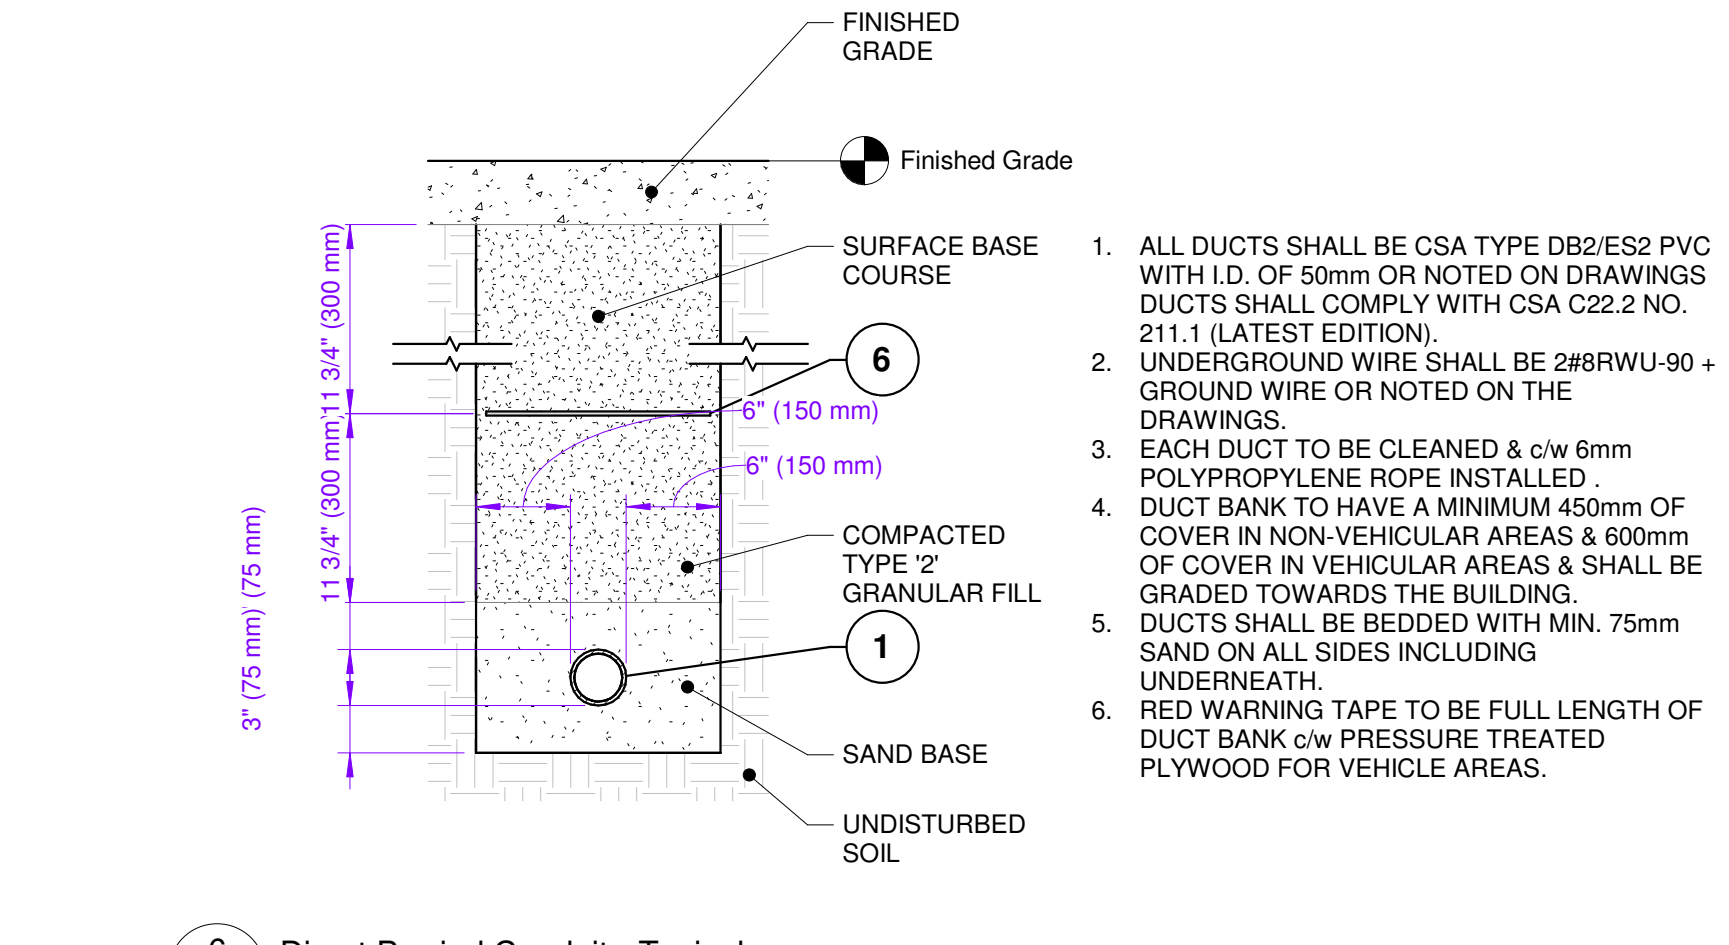 FINISHED
GRADE
Finished Grade
SURFACE BASE
COURSE
6
6" (150 mm)
6" (150 mm)
COMPACTED
TYPE '2'
GRANULAR FILL
1
SAND BASE
UNDISTURBED
SOIL
11 3/4" (300 mm)
11 3/4" (300 mm)
(75 mm)
3" (75 mm)
1. ALL DUCTS SHALL BE CSA TYPE DB2/ES2 PVC
WITH I.D. OF 50mm OR NOTED ON DRAWINGS
DUCTS SHALL COMPLY WITH CSA C22.2 NO.
211.1 (LATEST EDITION).
2. UNDERGROUND WIRE SHALL BE 2#8RWU-90 +
GROUND WIRE OR NOTED ON THE
DRAWINGS.
3. EACH DUCT TO BE CLEANED & c/w 6mm
POLYPROPYLENE ROPE INSTALLED .
4. DUCT BANK TO HAVE A MINIMUM 450mm OF
COVER IN NON-VEHICULAR AREAS & 600mm
OF COVER IN VEHICULAR AREAS & SHALL BE
GRADED TOWARDS THE BUILDING.
5. DUCTS SHALL BE BEDDED WITH MIN. 75mm
SAND ON ALL SIDES INCLUDING
UNDERNEATH.
6. RED WARNING TAPE TO BE FULL LENGTH OF
DUCT BANK c/w PRESSURE TREATED
PLYWOOD FOR VEHICLE AREAS.